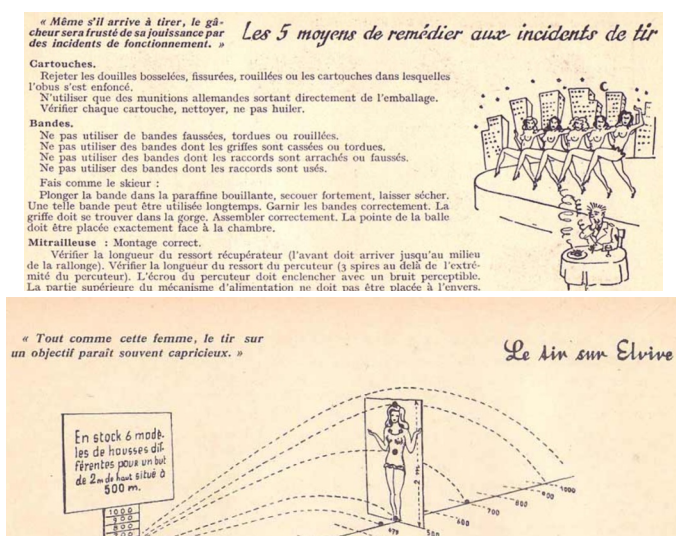 « Même s'il arrive à tirer, le gâ-
cheur sera frusté de sa jouissance par
des incidents de fonctionnement. »
Les 5 moyens de remédier aux incidents de tir
Cartouches.
Rejeter les douilles bosselées, fissurées, rouillées ou les cartouches dans lesquelles
l'obus s'est enfoncé.
N'utiliser que des munitions allemandes sortant directement de l'emballage.
Vérifier chaque cartouche, nettoyer, ne pas huiler.
Bandes.
Ne pas utiliser de bandes faussées, tordues ou rouillées.
Ne pas utiliser des bandes dont les griffes sont cassées ou tordues.
Ne pas utiliser des bandes dont les raccords sont arrachés ou faussés.
Ne pas utiliser des bandes dont les raccords sont usés.
Fais comme le skieur :
Plonger la bande dans la paraffine bouillante, secouer fortement, laisser sécher.
Une telle bande peut être utilisée longtemps. Garnir les bandes correctement. La
griffe doit se trouver dans la gorge. Assembler correctement. La pointe de la balle
doit être placée exactement face à la chambre.
Mitrailleuse : Montage correct.
Vérifier la longueur du ressort récupérateur (l'avant doit arriver jusqu'au milieu
de la rallonge). Vérifier la longueur du ressort du percuteur (3 spires au delà de l'extré-
mité du percuteur). L'écrou du percuteur doit enclencher avec un bruit perceptible.
La partie supérieure du mécanisme d'alimentation ne doit pas être placée à l'envers.
« Tout comme cette femme, le tir sur
un objectif paraît souvent capricieux. »
Le tir sur Elvire
En stock 6 modè-
les de hausses dif-
férentes pour un but
de 2m de haut situé à
500 m.
1000
900
800
2 m
475
500
600
700
800
900
1000